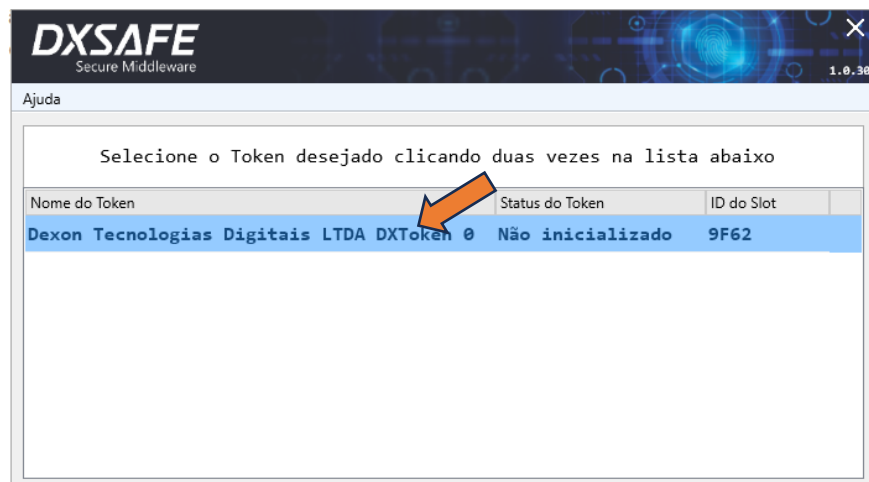 DXSAFE
Secure Middleware
1.0.30
Ajuda
Selecione o Token desejado clicando duas vezes na lista abaixo
Nome do Token Status do Token ID do Slot
Dexon Tecnologias Digitais LTDA DXToken 0 Não inicializado 9F62